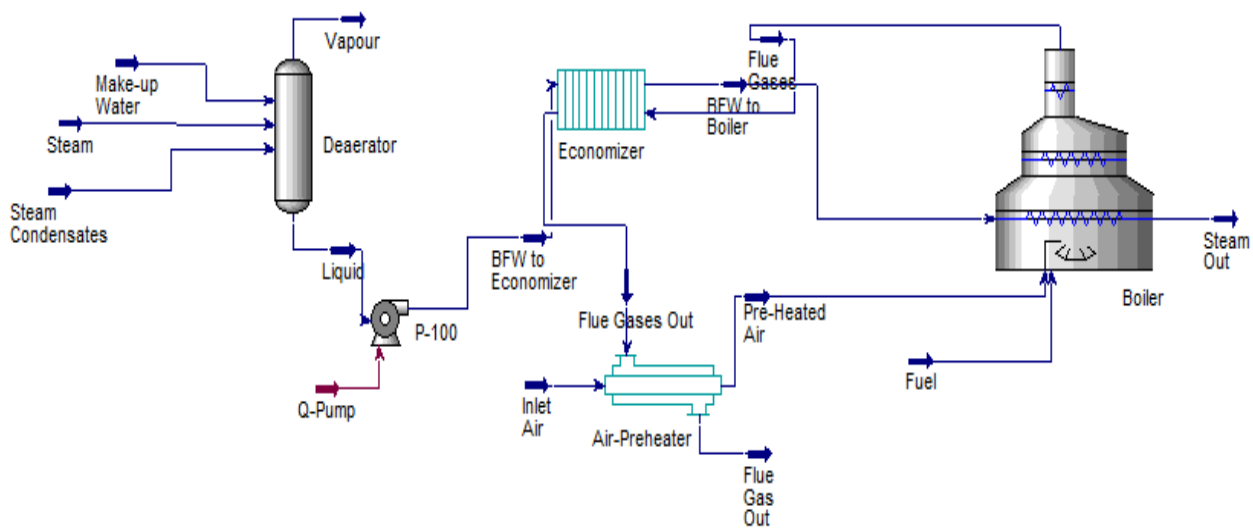 Vapour
Make-up
Water
Steam
Deaerator
Steam
Condensates
Liquid
BFW to
Economizer
P-100
Q-Pump
Economizer
Flue
Gases
BFW to
Boiler
Flue Gases Out
Pre-Heated
Air
Inlet
Air
Air-Preheater
Flue
Gas
Out
Fuel
Boiler
Steam
Out